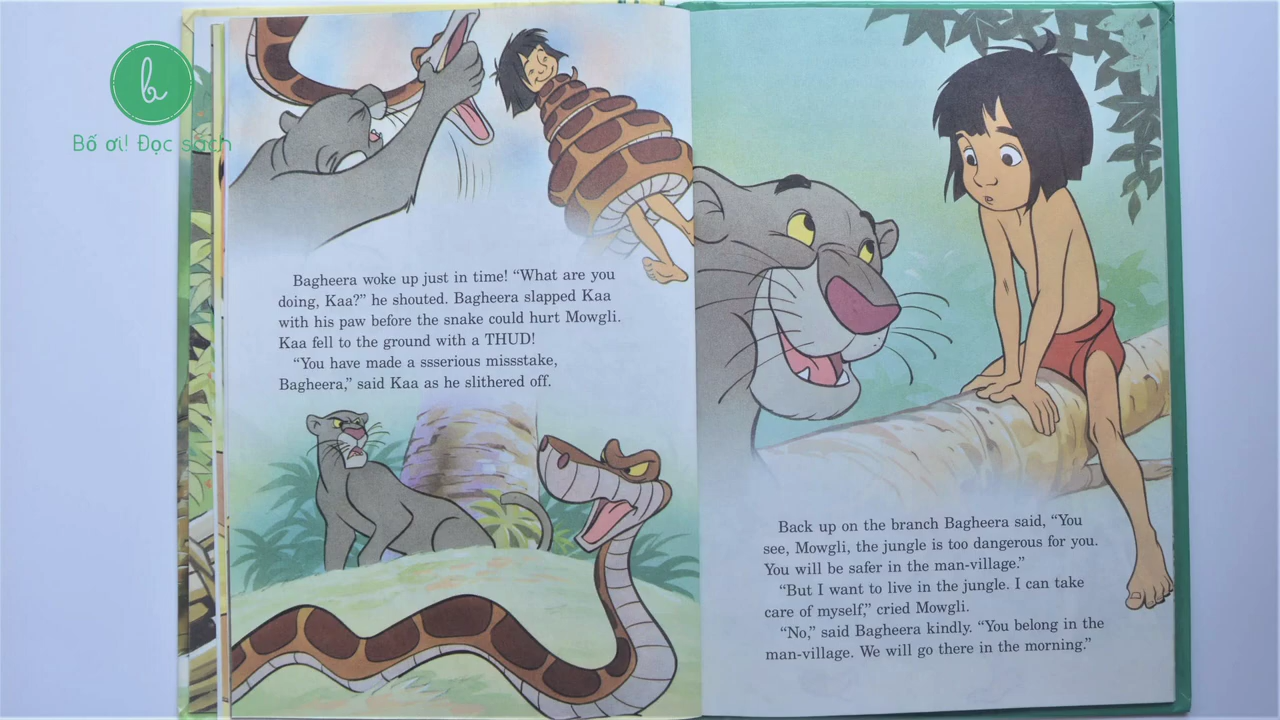 b
Bố ơi! Đọc sách
Bagheera woke up just in time! “What are you
doing, Kaa?” he shouted. Bagheera slapped Kaa
with his paw before the snake could hurt Mowgli.
Kaa fell to the ground with a THUD!
“You have made a ssserious missstake,
Bagheera,” said Kaa as he slithered off.
Back up on the branch Bagheera said, “You
see, Mowgli, the jungle is too dangerous for you.
You will be safer in the man-village.”
“But I want to live in the jungle. I can take
care of myself,” cried Mowgli.
“No,” said Bagheera kindly. “You belong in the
man-village. We will go there in the morning.”